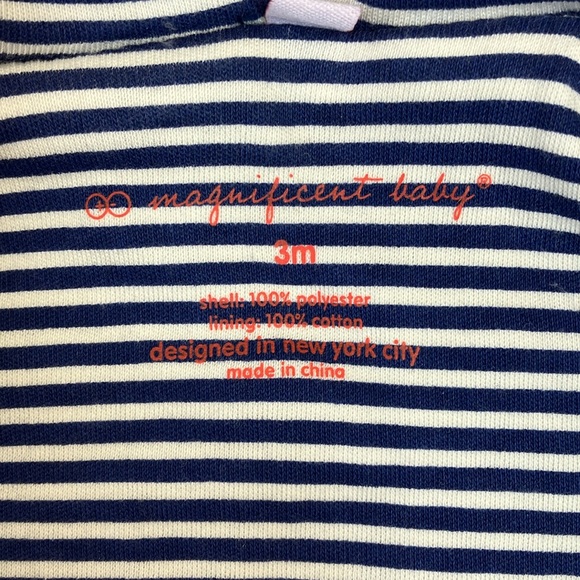 magnificent baby®
3m
shell: 100% polyester
lining: 100% cotton
designed in new york city
made in china